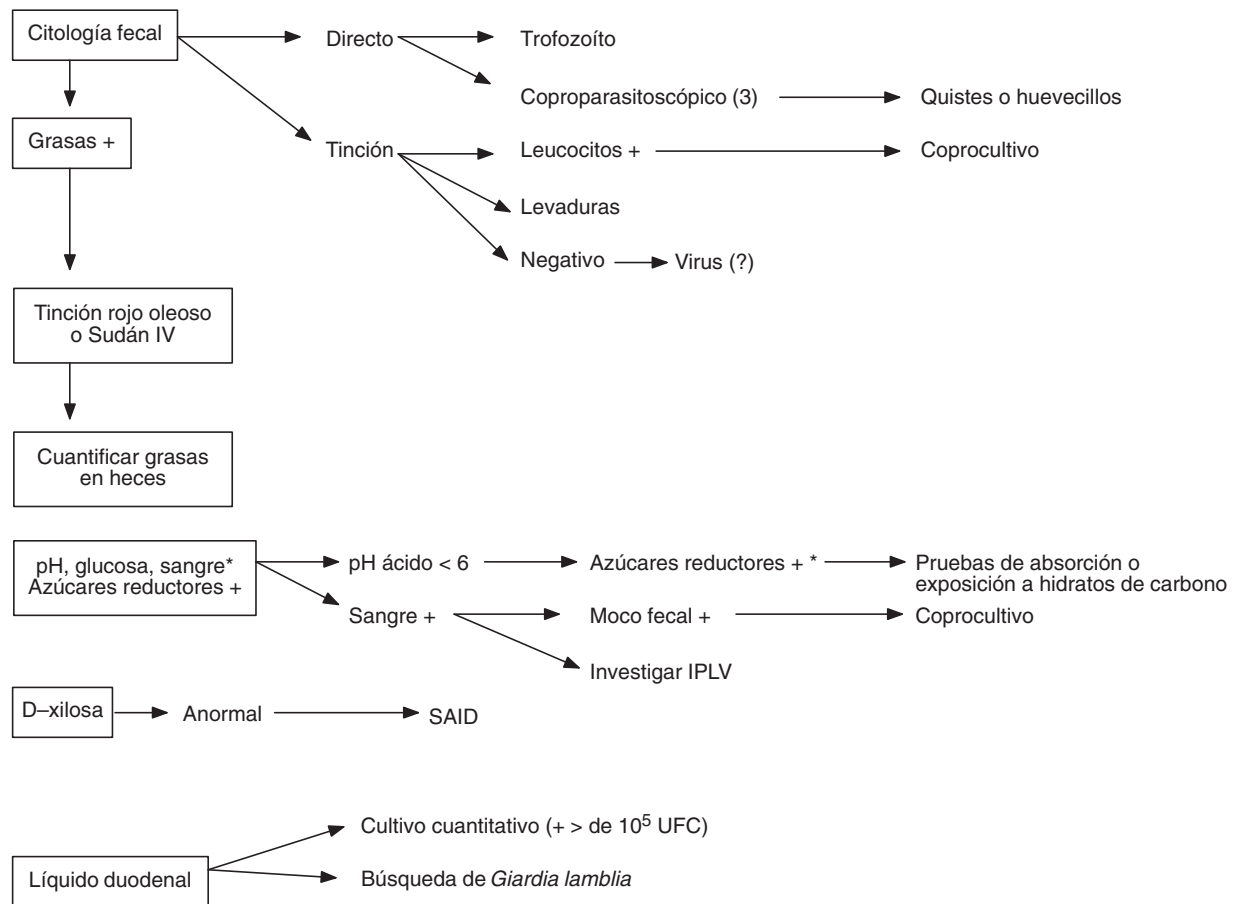 Citología fecal
Directo
Trofozoíto
Coproparasitoscópico (3)
Quistes o huevecillos
Grasas +
Tinción
Leucocitos +
Coprocultivo
Levaduras
Negativo
Virus (?)
Tinción rojo oleoso
o Sudán IV
Cuantificar grasas
en heces
pH, glucosa, sangre*
Azúcares reductores +
pH ácido < 6
Azúcares reductores + *
Pruebas de absorción o
exposición a hidratos de carbono
Sangre +
Moco fecal +
Coprocultivo
Investigar IPLV
D–xilosa
Anormal
SAID
Cultivo cuantitativo (+ > de 10⁵ UFC)
Líquido duodenal
Búsqueda de Giardia lamblia